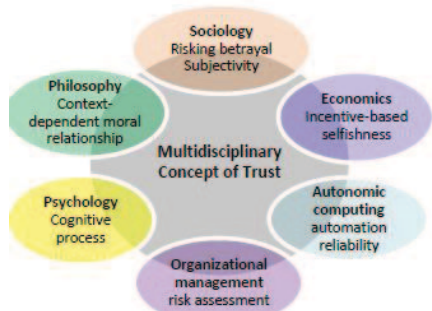 Sociology
Risking betrayal
Subjectivity
Philosophy
Context-
dependent moral
relationship
Economics
Incentive-based
selfishness
Multidisciplinary
Concept of Trust
Psychology
Cognitive
process
Autonomic
computing
automation
reliability
Organizational
management
risk assessment